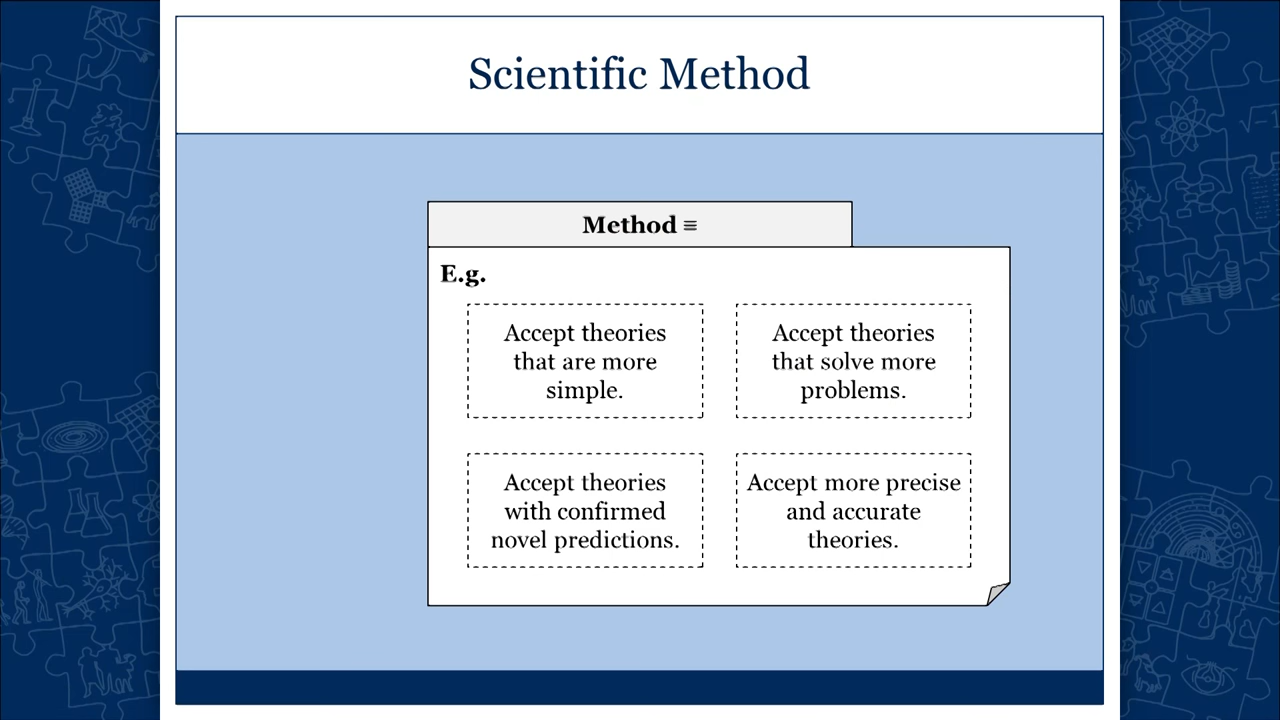 Scientific Method
Method ≡
E.g.
Accept theories
that are more
simple.
Accept theories
that solve more
problems.
Accept theories
with confirmed
novel predictions.
Accept more precise
and accurate
theories.